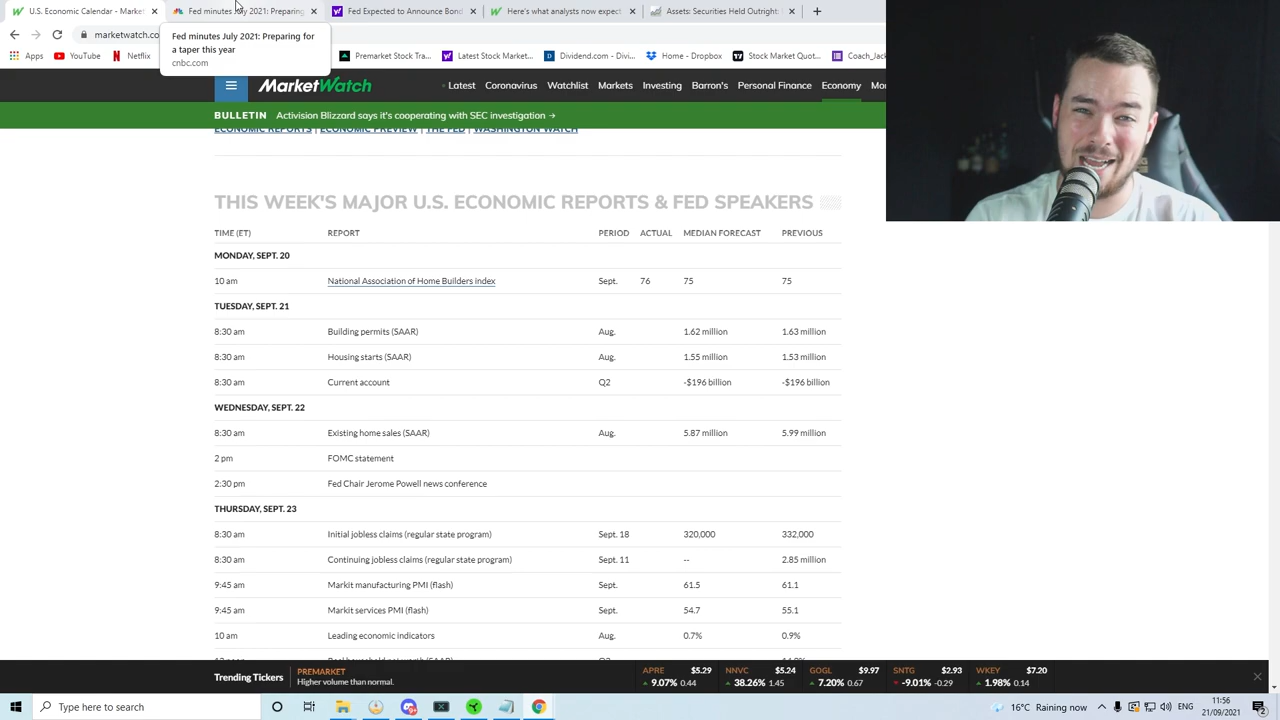 U.S. Economic Calendar - Market
Fed minutes July 2021: Preparing
Fed Expected to Announce Bond
Here's what analysts now expect
Assets: Securities Held Outright:
Fed minutes July 2021: Preparing for
a taper this year
cnbc.com
marketwatch.co
Apps
YouTube
Netflix
Premarket Stock Tra...
Latest Stock Market...
Dividend.com - Divi...
Home - Dropbox
Stock Market Quot...
Coach_Jack
MarketWatch
Latest
Coronavirus
Watchlist
Markets
Investing
Barron's
Personal Finance
Economy
BULLETIN Activision Blizzard says it's cooperating with SEC investigation →
ECONOMIC REPORTS | ECONOMIC PREVIEW | THE FED | WASHINGTON WATCH
THIS WEEK'S MAJOR U.S. ECONOMIC REPORTS & FED SPEAKERS
TIME (ET) REPORT PERIOD ACTUAL MEDIAN FORECAST PREVIOUS
MONDAY, SEPT. 20
10 am National Association of Home Builders index Sept. 76 75 75
TUESDAY, SEPT. 21
8:30 am Building permits (SAAR) Aug. 1.62 million 1.63 million
8:30 am Housing starts (SAAR) Aug. 1.55 million 1.53 million
8:30 am Current account Q2 -$196 billion -$196 billion
WEDNESDAY, SEPT. 22
8:30 am Existing home sales (SAAR) Aug. 5.87 million 5.99 million
2 pm FOMC statement
2:30 pm Fed Chair Jerome Powell news conference
THURSDAY, SEPT. 23
8:30 am Initial jobless claims (regular state program) Sept. 18 320,000 332,000
8:30 am Continuing jobless claims (regular state program) Sept. 11 -- 2.85 million
9:45 am Markit manufacturing PMI (flash) Sept. 61.5 61.1
9:45 am Markit services PMI (flash) Sept. 54.7 55.1
10 am Leading economic indicators Aug. 0.7% 0.9%
Trending Tickers
PREMARKET
Higher volume than normal.
APRE $5.29
9.07% 0.44
NNVC $5.24
38.26% 1.45
GOGL $9.97
7.20% 0.67
SNTG $2.93
-9.01% -0.29
WKEY $7.20
1.98% 0.14
Type here to search
16°C Raining now
ENG
11:56
21/09/2021